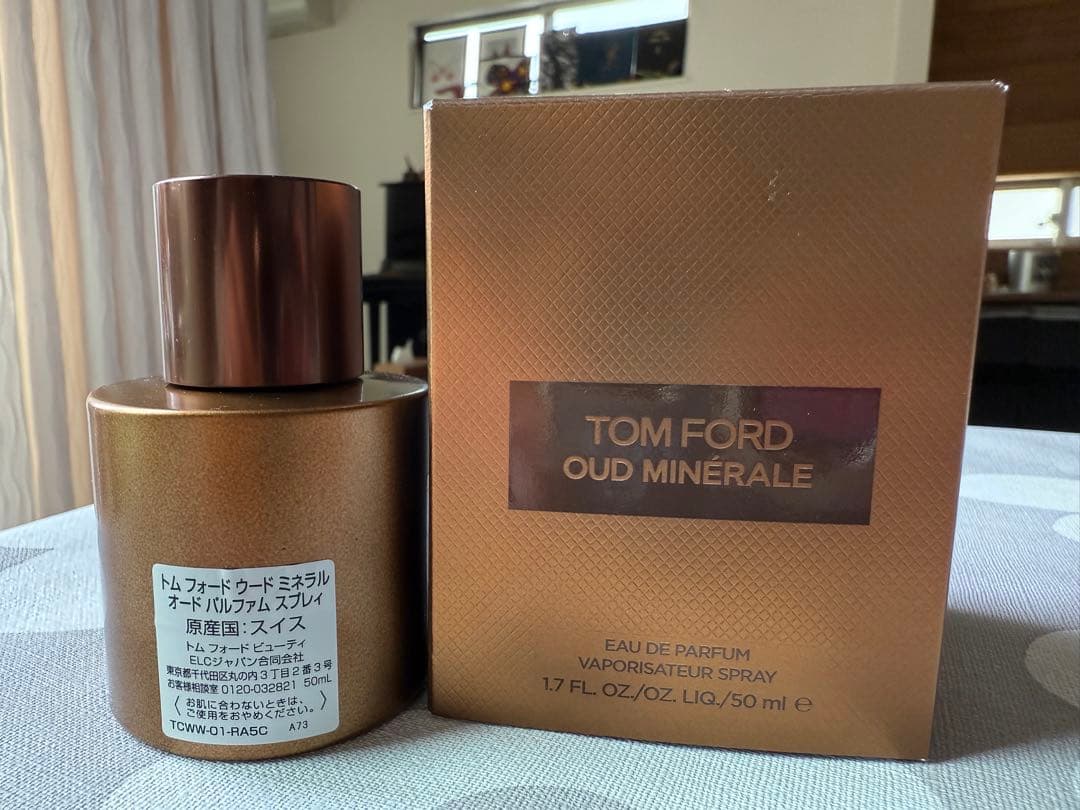 トム フォード ウード ミネラル
オード パルファム スプレィ
原産国：スイス
トム フォード ビューティ
ELCジャパン合同会社
東京都千代田区丸の内3丁目2番3号
お客様相談室 0120-032821 50mL
〈お肌に合わないときは、
ご使用をおやめください。〉
TCWW-01-RA5C A73
TOM FORD
OUD MINÉRALE
EAU DE PARFUM
VAPORISATEUR SPRAY
1.7 FL. OZ./OZ. LIQ./50 ml ℮